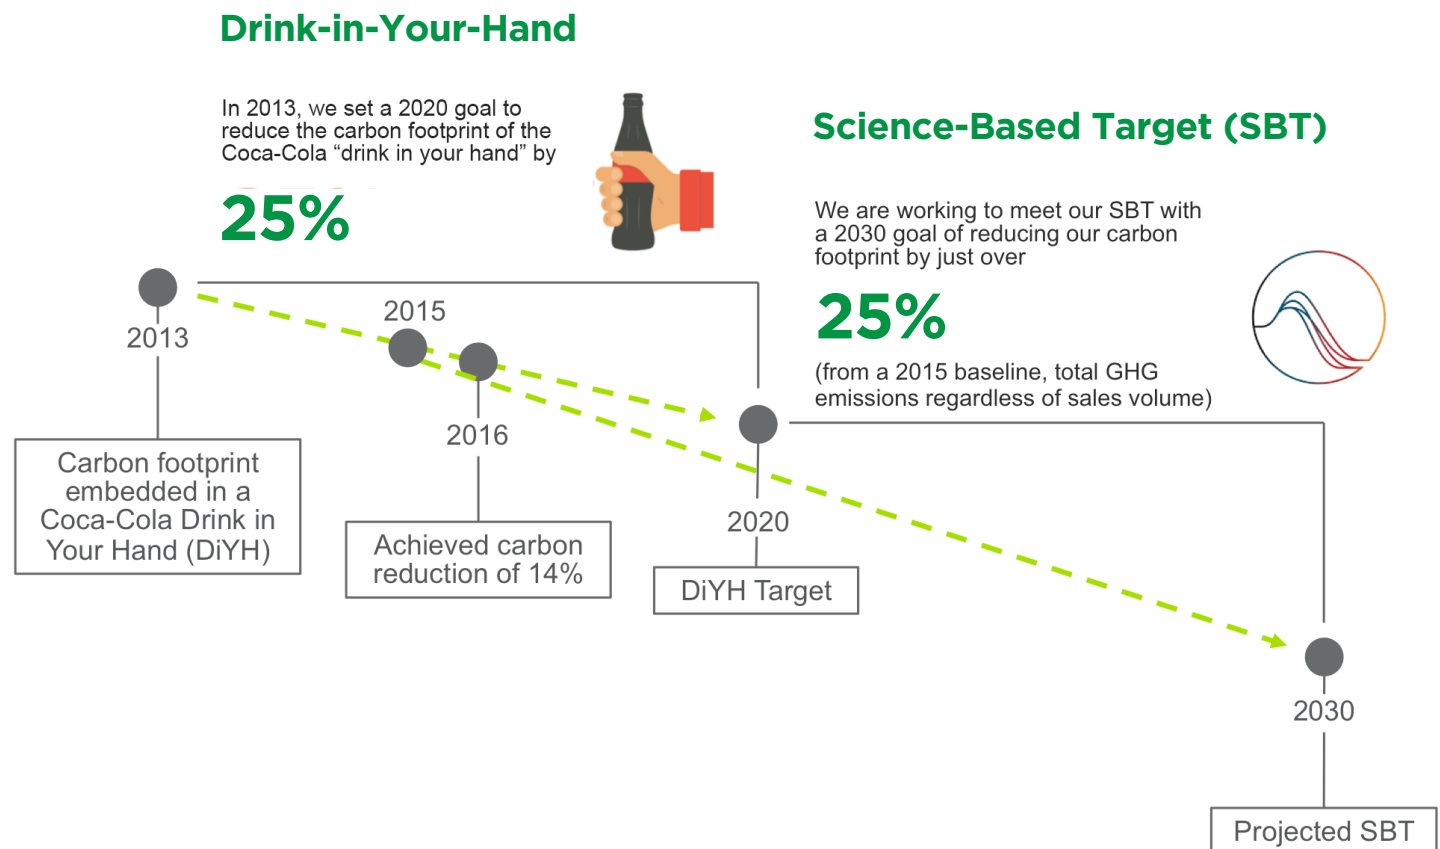 Drink-in-Your-Hand
In 2013, we set a 2020 goal to
reduce the carbon footprint of the
Coca-Cola “drink in your hand” by
25%
Science-Based Target (SBT)
We are working to meet our SBT with
a 2030 goal of reducing our carbon
footprint by just over
25%
(from a 2015 baseline, total GHG
emissions regardless of sales volume)
2013
Carbon footprint
embedded in a
Coca-Cola Drink in
Your Hand (DiYH)
2015
2016
Achieved carbon
reduction of 14%
2020
DiYH Target
2030
Projected SBT